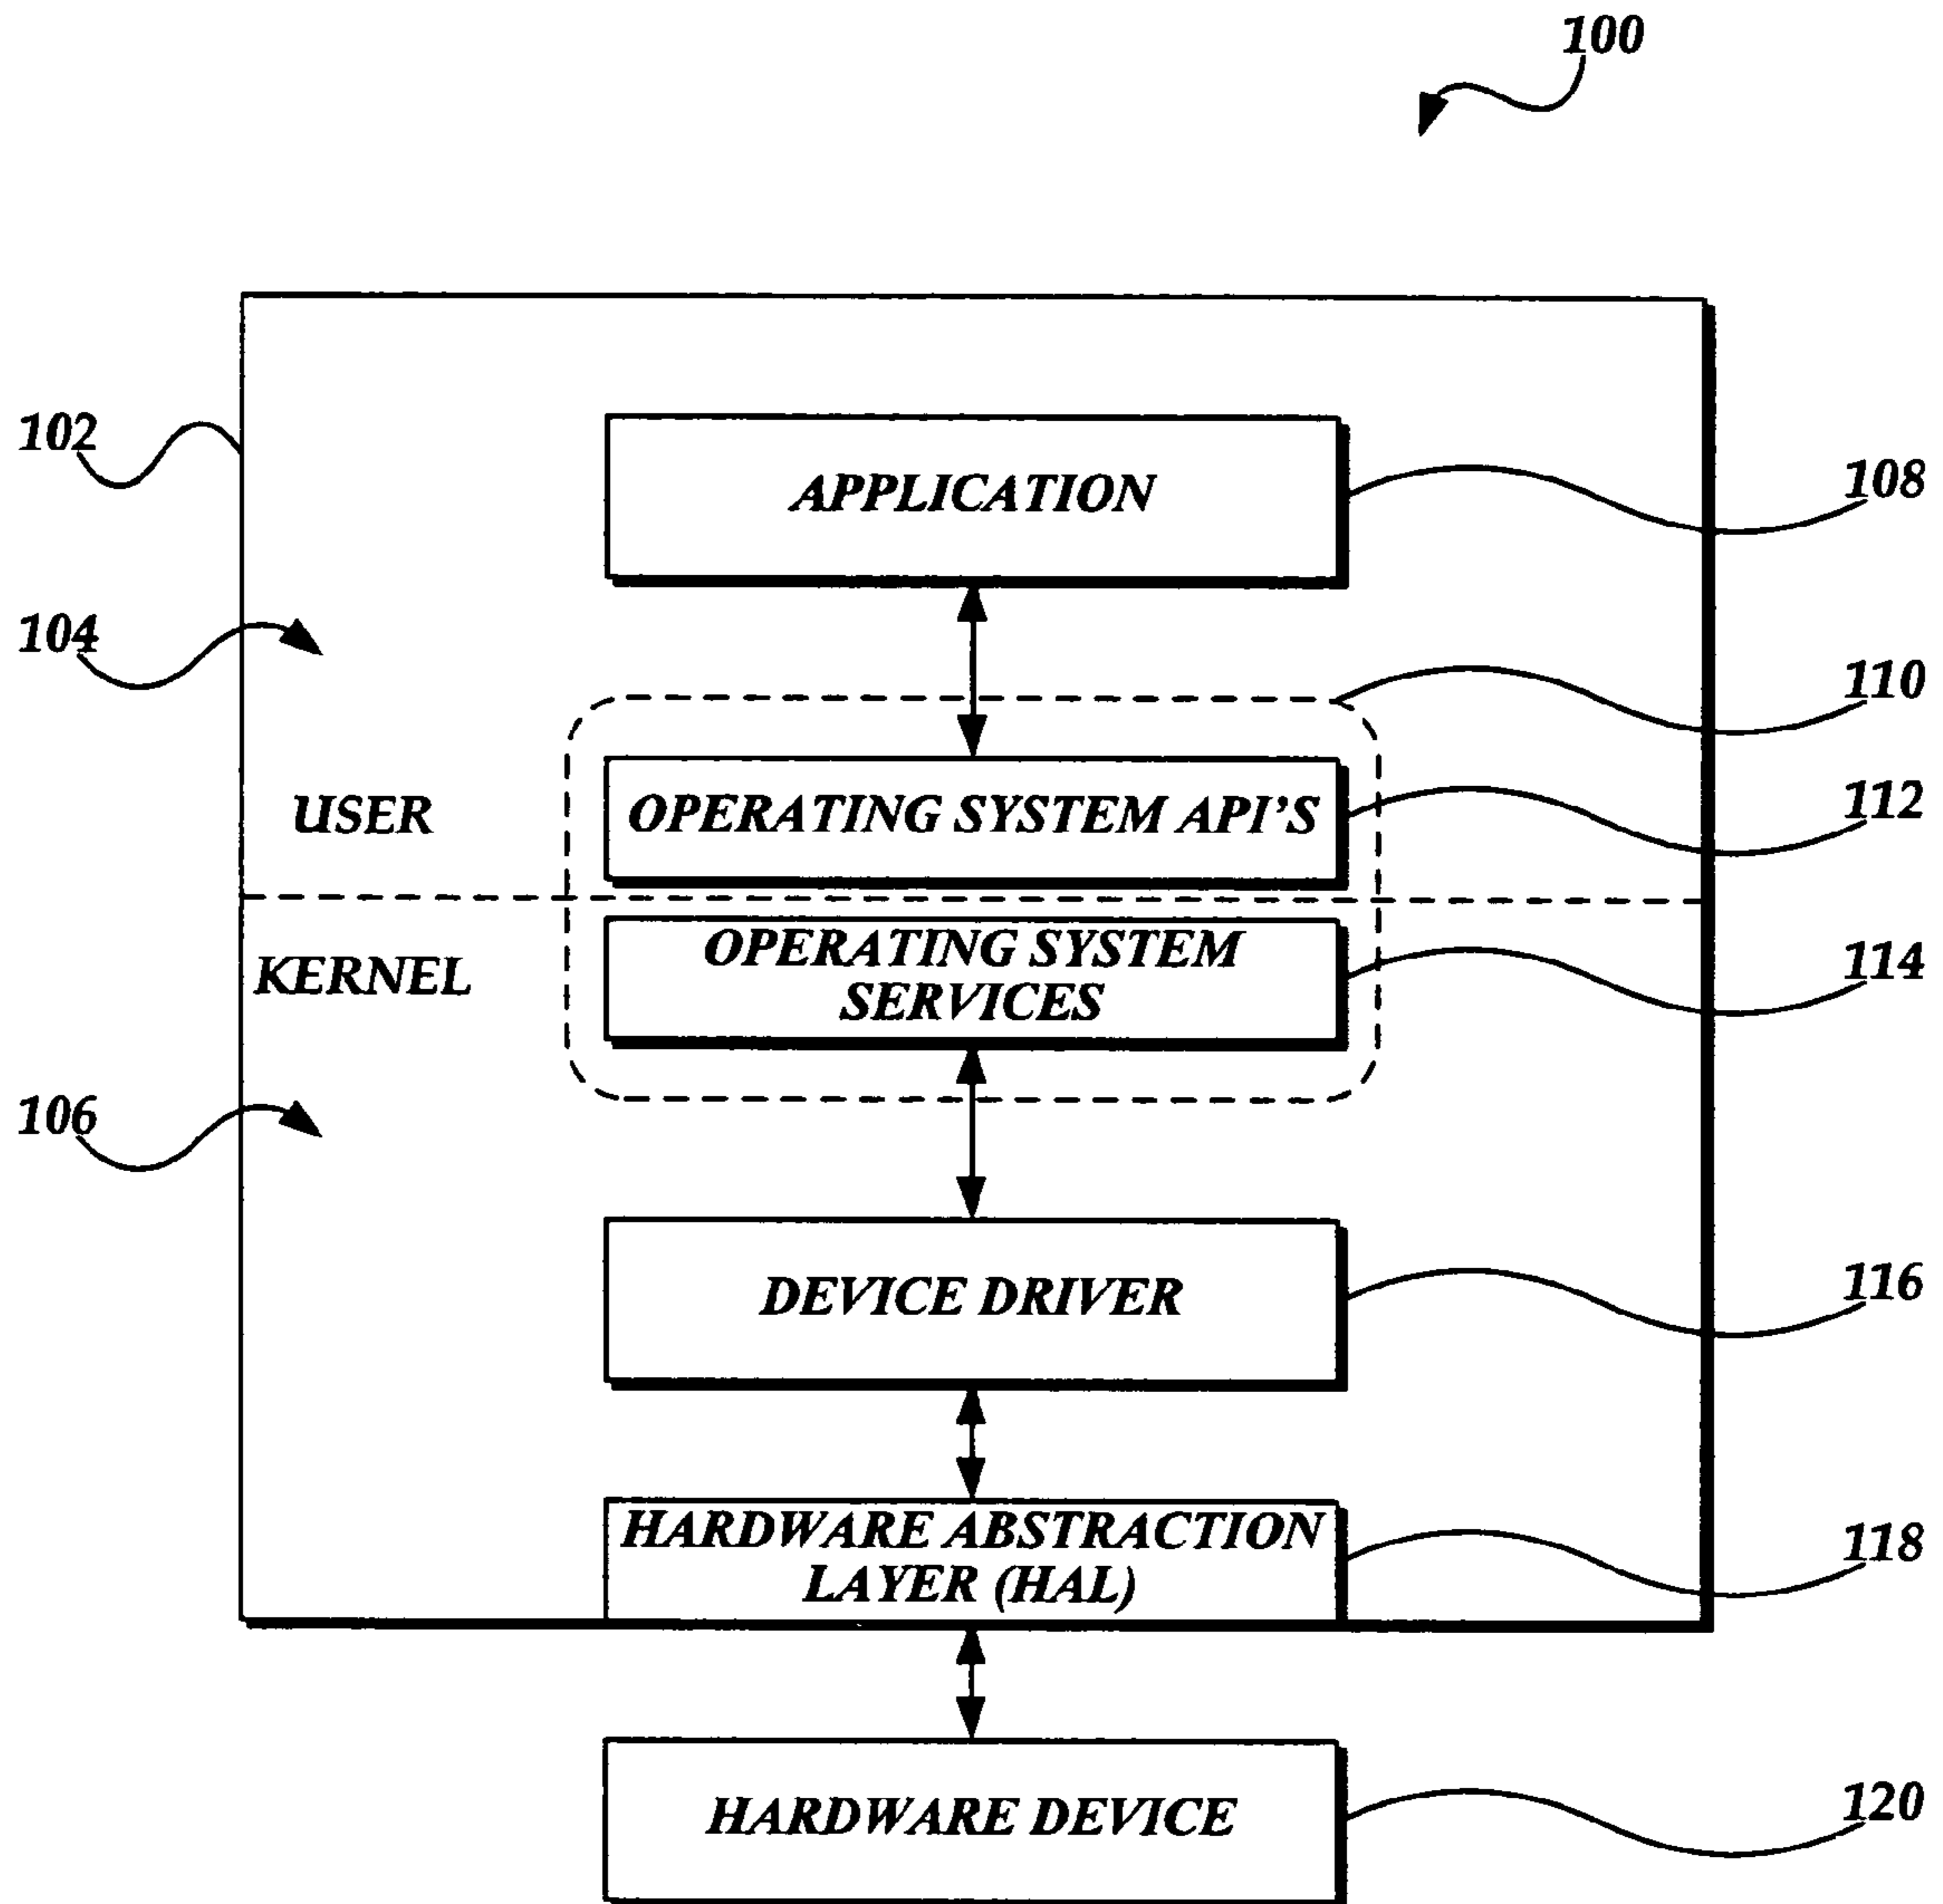 100
102
APPLICATION
108
104
110
USER
OPERATING SYSTEM API'S
112
KERNEL
OPERATING SYSTEM
SERVICES
114
106
DEVICE DRIVER
116
HARDWARE ABSTRACTION
LAYER (HAL)
118
HARDWARE DEVICE
120